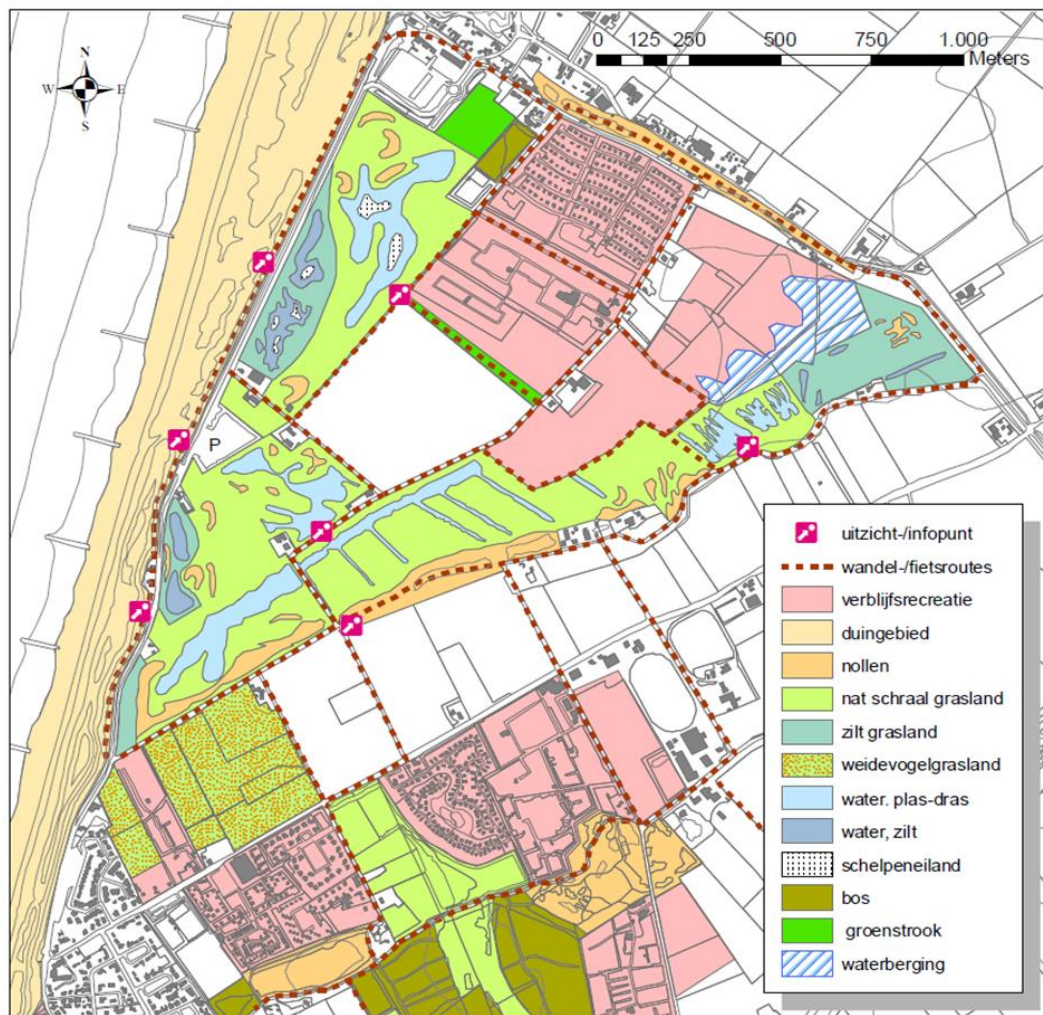 N
W E
S
0 125 250 500 750 1.000
Meters
P
uitzicht-/infopunt
wandel-/fietsroutes
verblijfsrecreatie
duingebied
nollen
nat schraal grasland
zilt grasland
weidevogelgrasland
water. plas-dras
water, zilt
schelpeneiland
bos
groenstrook
waterberging